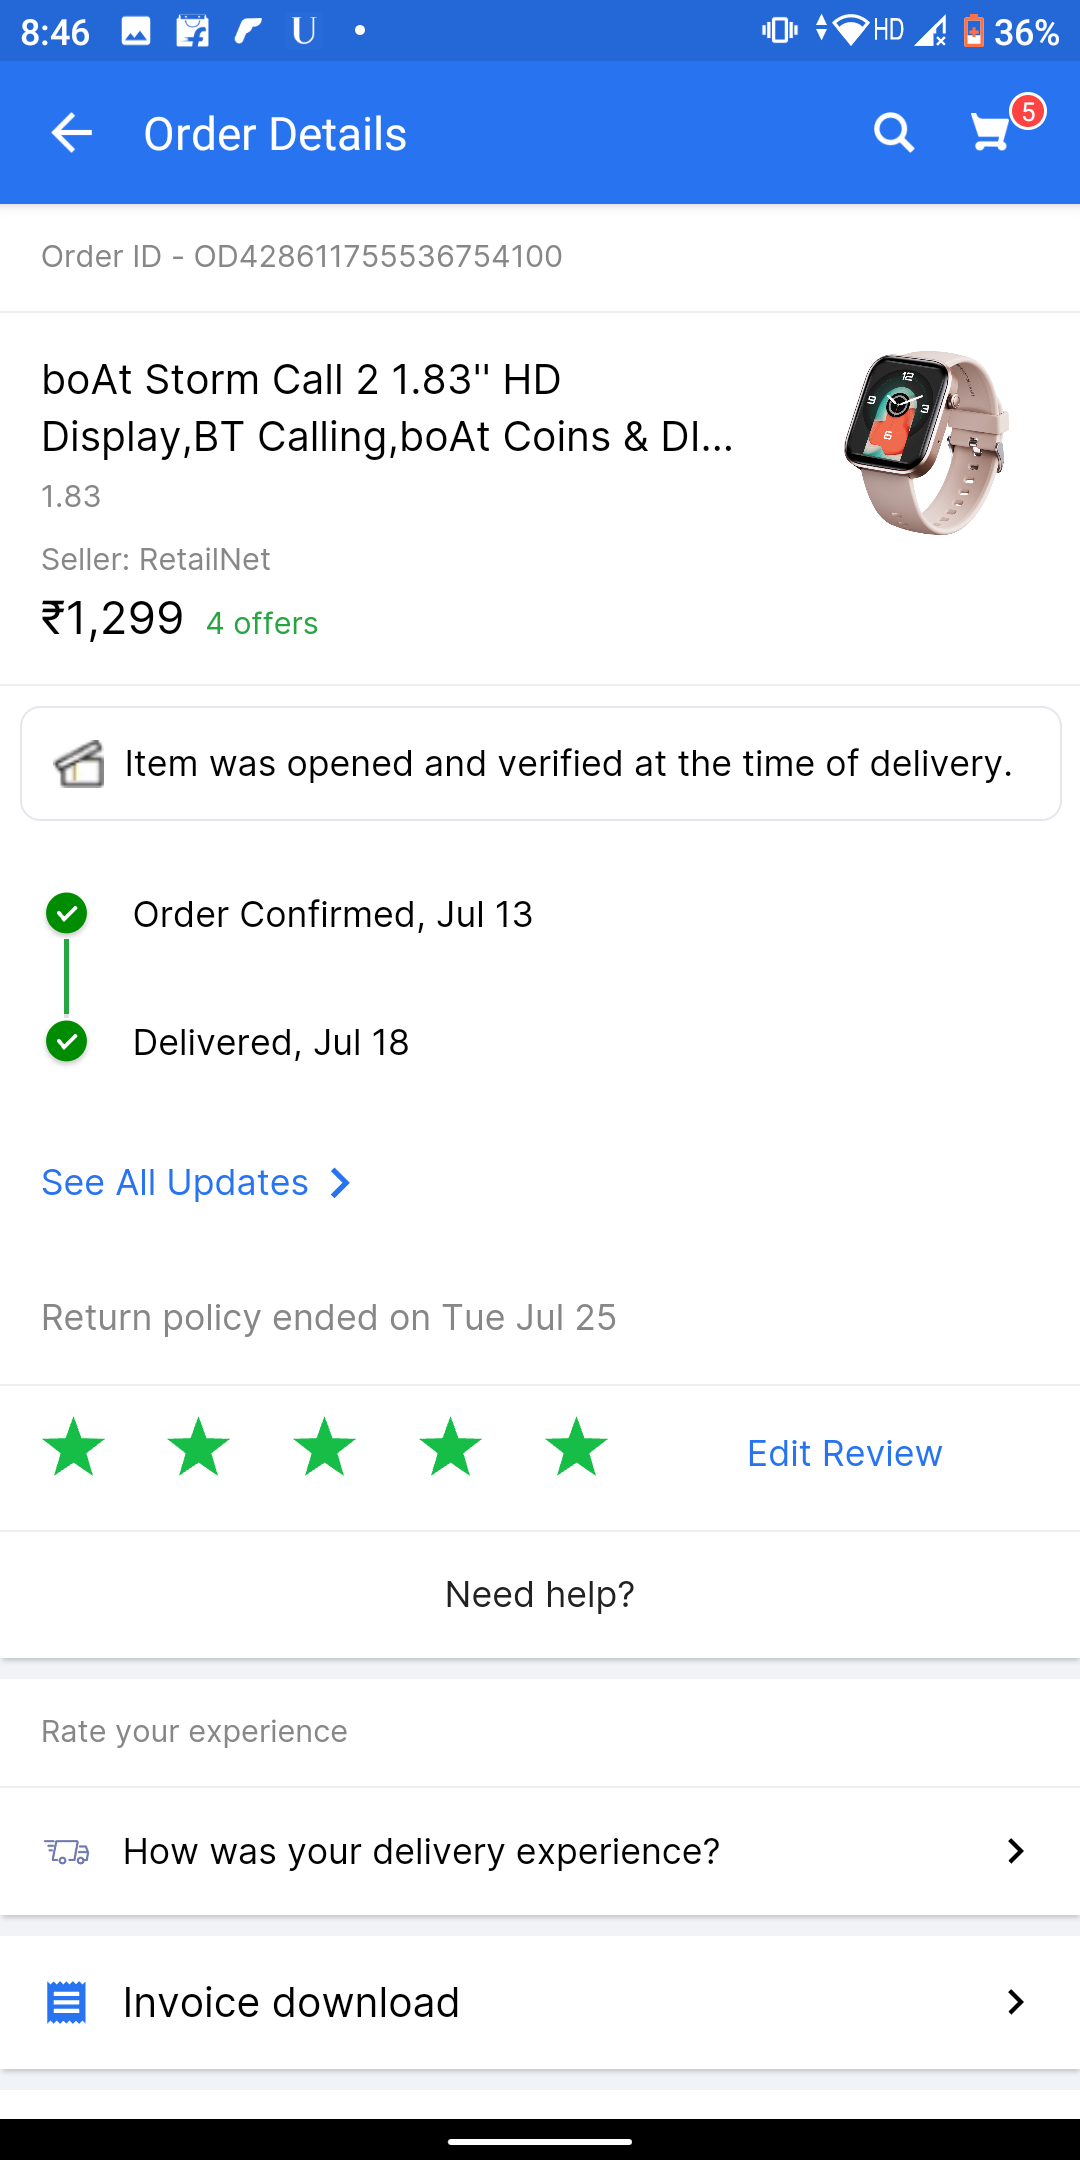 8:46 U HD 36%
Order Details 5
Order ID - OD428611755536754100
boAt Storm Call 2 1.83" HD
Display,BT Calling,boAt Coins & DI...
1.83
Seller: RetailNet
₹1,299 4 offers
Item was opened and verified at the time of delivery.
Order Confirmed, Jul 13
Delivered, Jul 18
See All Updates
Return policy ended on Tue Jul 25
Edit Review
Need help?
Rate your experience
How was your delivery experience?
Invoice download